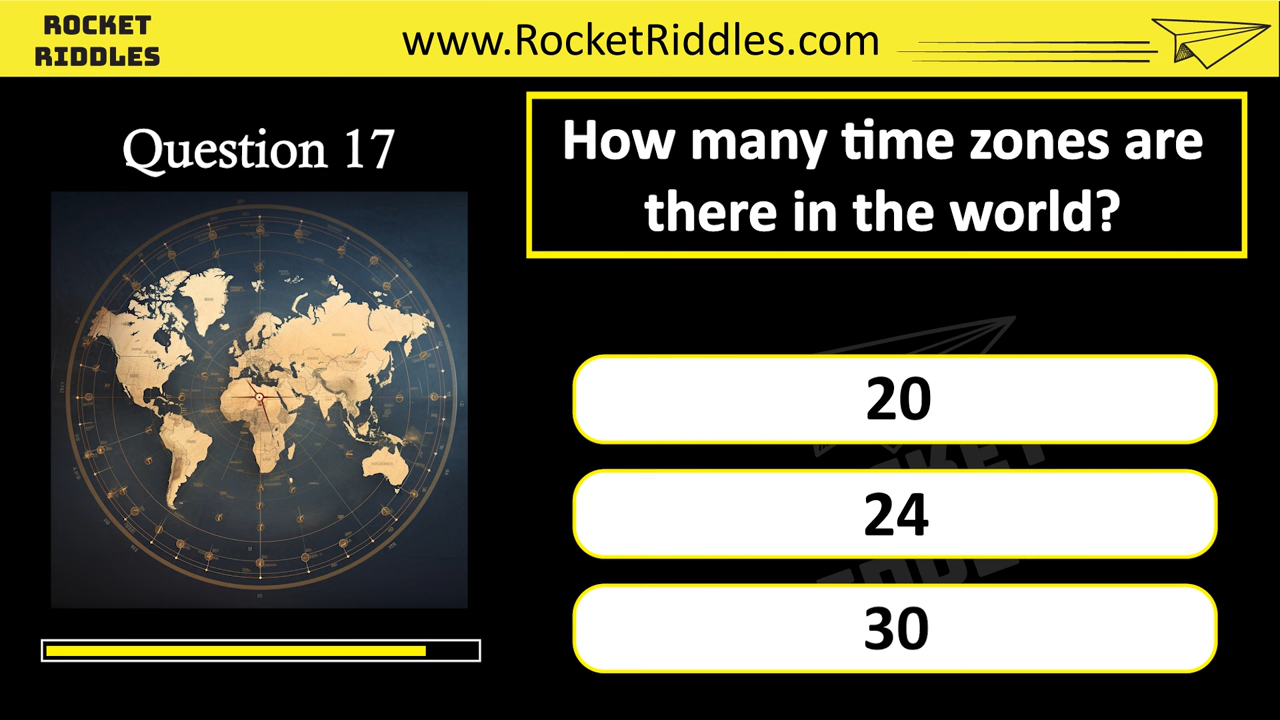 ROCKET
RIDDLES
www.RocketRiddles.com
Question 17
How many time zones are
there in the world?
20
24
30